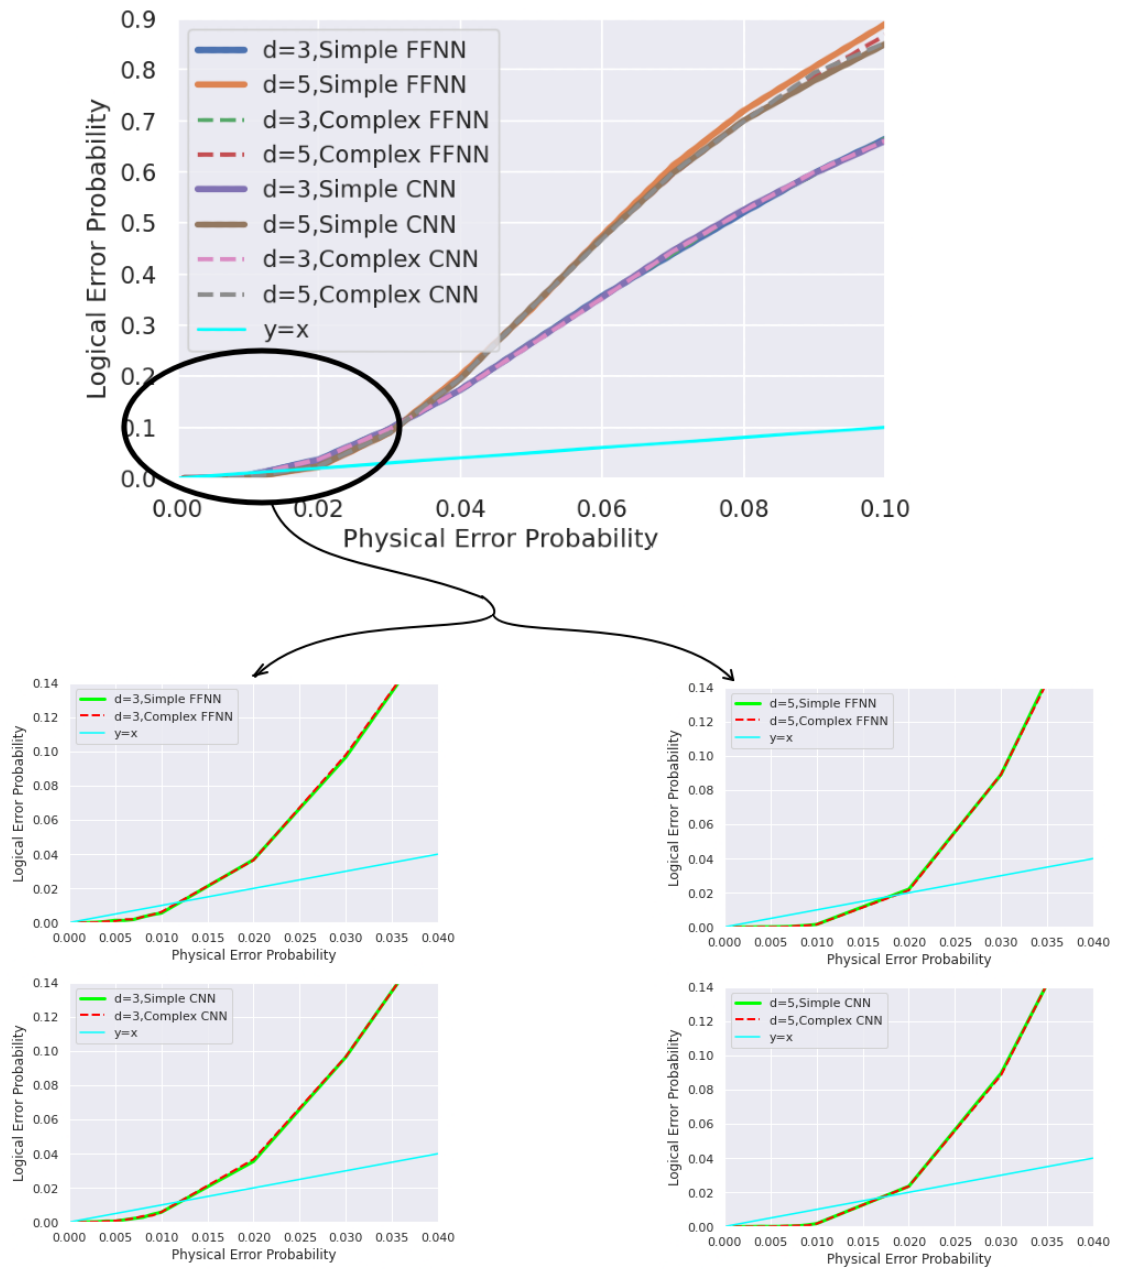 0.9
0.8
0.7
0.6
0.5
0.4
0.3
0.2
0.1
0.0
Logical Error Probability
d=3,Simple FFNN
d=5,Simple FFNN
d=3,Complex FFNN
d=5,Complex FFNN
d=3,Simple CNN
d=5,Simple CNN
d=3,Complex CNN
d=5,Complex CNN
y=x
0.00 0.02 0.04 0.06 0.08 0.10
Physical Error Probability
0.14
0.12
0.10
0.08
0.06
0.04
0.02
0.00
Logical Error Probability
d=3,Simple FFNN
d=3,Complex FFNN
y=x
0.000 0.005 0.010 0.015 0.020 0.025 0.030 0.035 0.040
Physical Error Probability
0.14
0.12
0.10
0.08
0.06
0.04
0.02
0.00
Logical Error Probability
d=5,Simple FFNN
d=5,Complex FFNN
y=x
0.000 0.005 0.010 0.015 0.020 0.025 0.030 0.035 0.040
Physical Error Probability
0.14
0.12
0.10
0.08
0.06
0.04
0.02
0.00
Logical Error Probability
d=3,Simple CNN
d=3,Complex CNN
y=x
0.000 0.005 0.010 0.015 0.020 0.025 0.030 0.035 0.040
Physical Error Probability
0.14
0.12
0.10
0.08
0.06
0.04
0.02
0.00
Logical Error Probability
d=5,Simple CNN
d=5,Complex CNN
y=x
0.000 0.005 0.010 0.015 0.020 0.025 0.030 0.035 0.040
Physical Error Probability